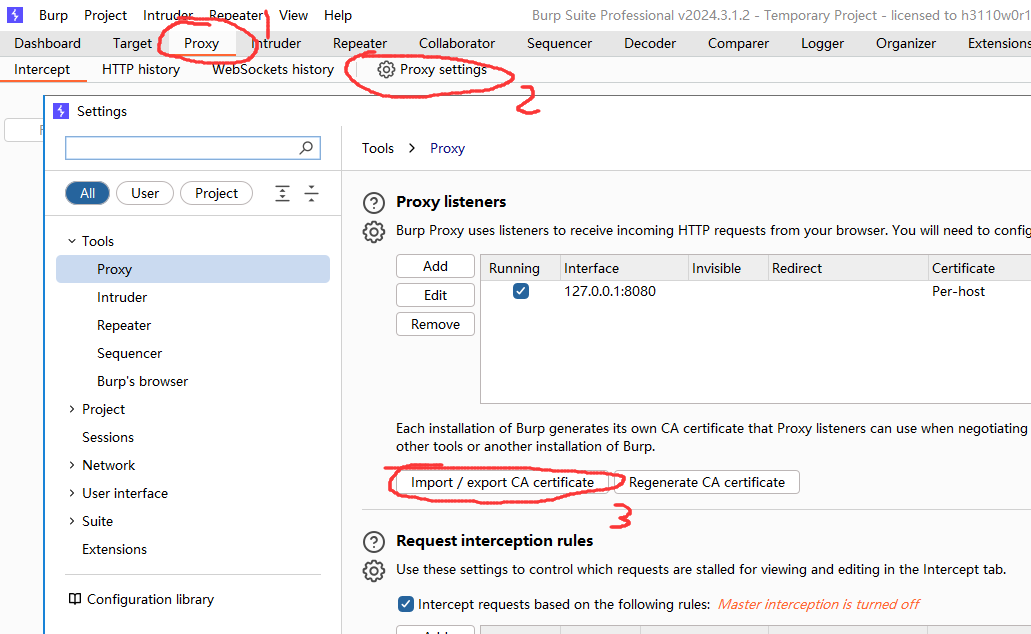 Burp Project Intruder Repeater View Help Burp Suite Professional v2024.3.1.2 - Temporary Project - licensed to h3110w0r1
Dashboard Target Proxy Intruder Repeater Collaborator Sequencer Decoder Comparer Logger Organizer Extensions
1
Intercept HTTP history WebSockets history Proxy settings
2
Settings
Tools > Proxy
All User Project
Proxy listeners
Burp Proxy uses listeners to receive incoming HTTP requests from your browser. You will need to config
Tools
Proxy
Intruder
Repeater
Sequencer
Burp's browser
Project
Sessions
Network
User interface
Suite
Extensions
Configuration library
Add
Edit
Remove
Running Interface Invisible Redirect Certificate
127.0.0.1:8080 Per-host
Each installation of Burp generates its own CA certificate that Proxy listeners can use when negotiating
other tools or another installation of Burp.
Import / export CA certificate Regenerate CA certificate
3
Request interception rules
Use these settings to control which requests are stalled for viewing and editing in the Intercept tab.
Intercept requests based on the following rules: Master interception is turned off